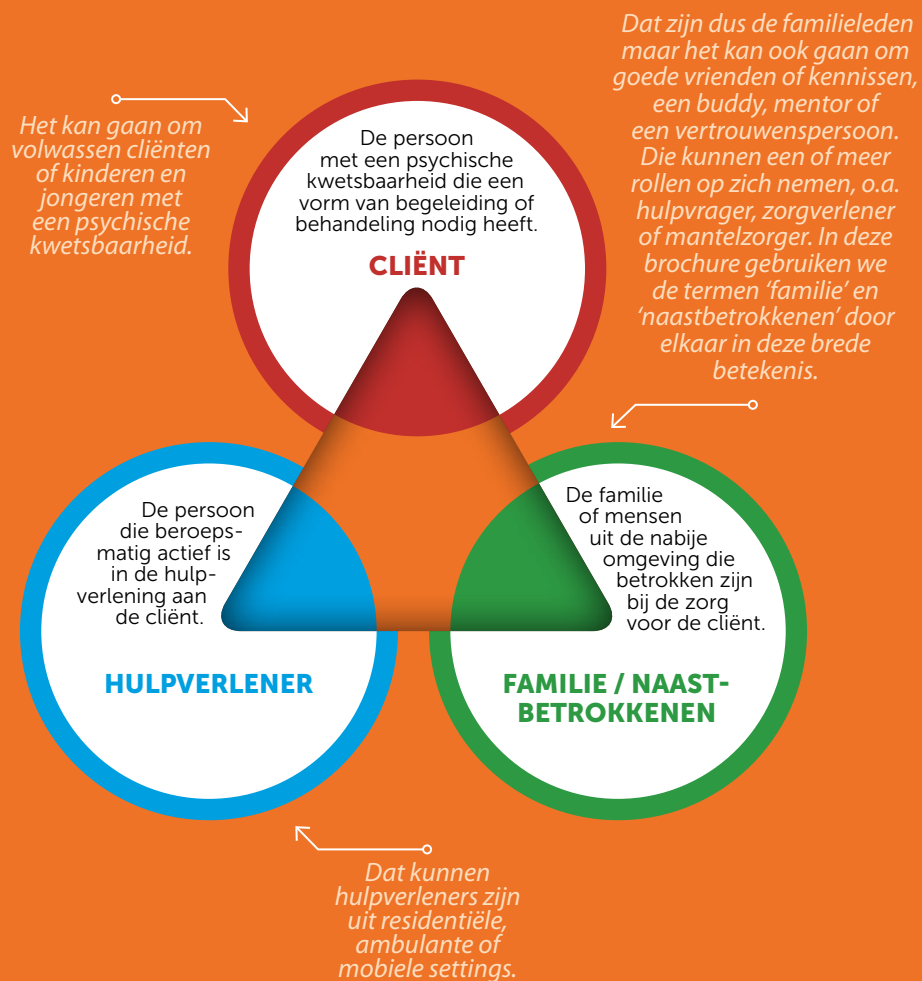 Dat zijn dus de familieleden
maar het kan ook gaan om
goede vrienden of kennissen,
een buddy, mentor of
een vertrouwenspersoon.
Die kunnen een of meer
rollen op zich nemen, o.a.
hulpvrager, zorgverlener
of mantelzorger. In deze
brochure gebruiken we
de termen ‘familie’ en
‘naastbetrokkenen’ door
elkaar in deze brede
betekenis.
Het kan gaan om
volwassen cliënten
of kinderen en
jongeren met
een psychische
kwetsbaarheid.
De persoon
met een psychische
kwetsbaarheid die een
vorm van begeleiding of
behandeling nodig heeft.
CLIËNT
De persoon
die beroeps-
matig actief is
in de hulp-
verlening aan
de cliënt.
HULPVERLENER
De familie
of mensen
uit de nabije
omgeving die
betrokken zijn
bij de zorg
voor de cliënt.
FAMILIE / NAAST-
BETROKKENEN
Dat kunnen
hulpverleners zijn
uit residentiële,
ambulante of
mobiele settings.